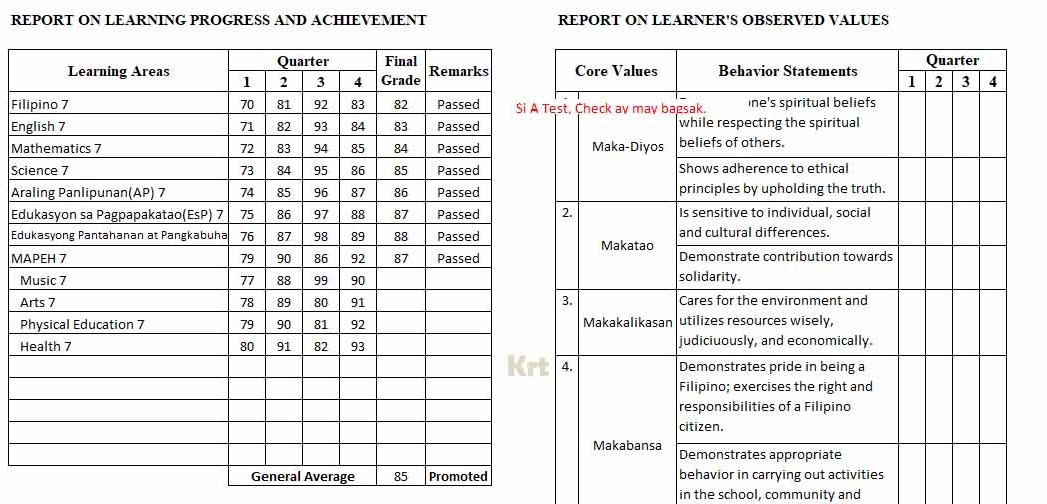 REPORT ON LEARNING PROGRESS AND ACHIEVEMENT
Learning Areas Quarter Final Grade Remarks
1 2 3 4
Filipino 7 70 81 92 83 82 Passed
English 7 71 82 93 84 83 Passed
Mathematics 7 72 83 94 85 84 Passed
Science 7 73 84 95 86 85 Passed
Araling Panlipunan(AP) 7 74 85 96 87 86 Passed
Edukasyon sa Pagpapakatao(EsP) 7 75 86 97 88 87 Passed
Edukasyong Pantahanan at Pangkabuha 76 87 98 89 88 Passed
MAPEH 7 79 90 86 92 87 Passed
Music 7 77 88 99 90
Arts 7 78 89 80 91
Physical Education 7 79 90 81 92
Health 7 80 91 82 93
General Average 85 Promoted
REPORT ON LEARNER'S OBSERVED VALUES
Core Values Behavior Statements Quarter
1 2 3 4
Si A Test, Check ay may bagsak.
spiritual beliefs
while respecting the spiritual
beliefs of others.
Maka-Diyos
Shows adherence to ethical
principles by upholding the truth.
2.
Makatao
Is sensitive to individual, social
and cultural differences.
Demonstrate contribution towards
solidarity.
3.
Makakalikasan
Cares for the environment and
utilizes resources wisely,
judiciuously, and economically.
Krt
4.
Makabansa
Demonstrates pride in being a
Filipino; exercises the right and
responsibilities of a Filipino
citizen.
Demonstrates appropriate
behavior in carrying out activities
in the school, community and